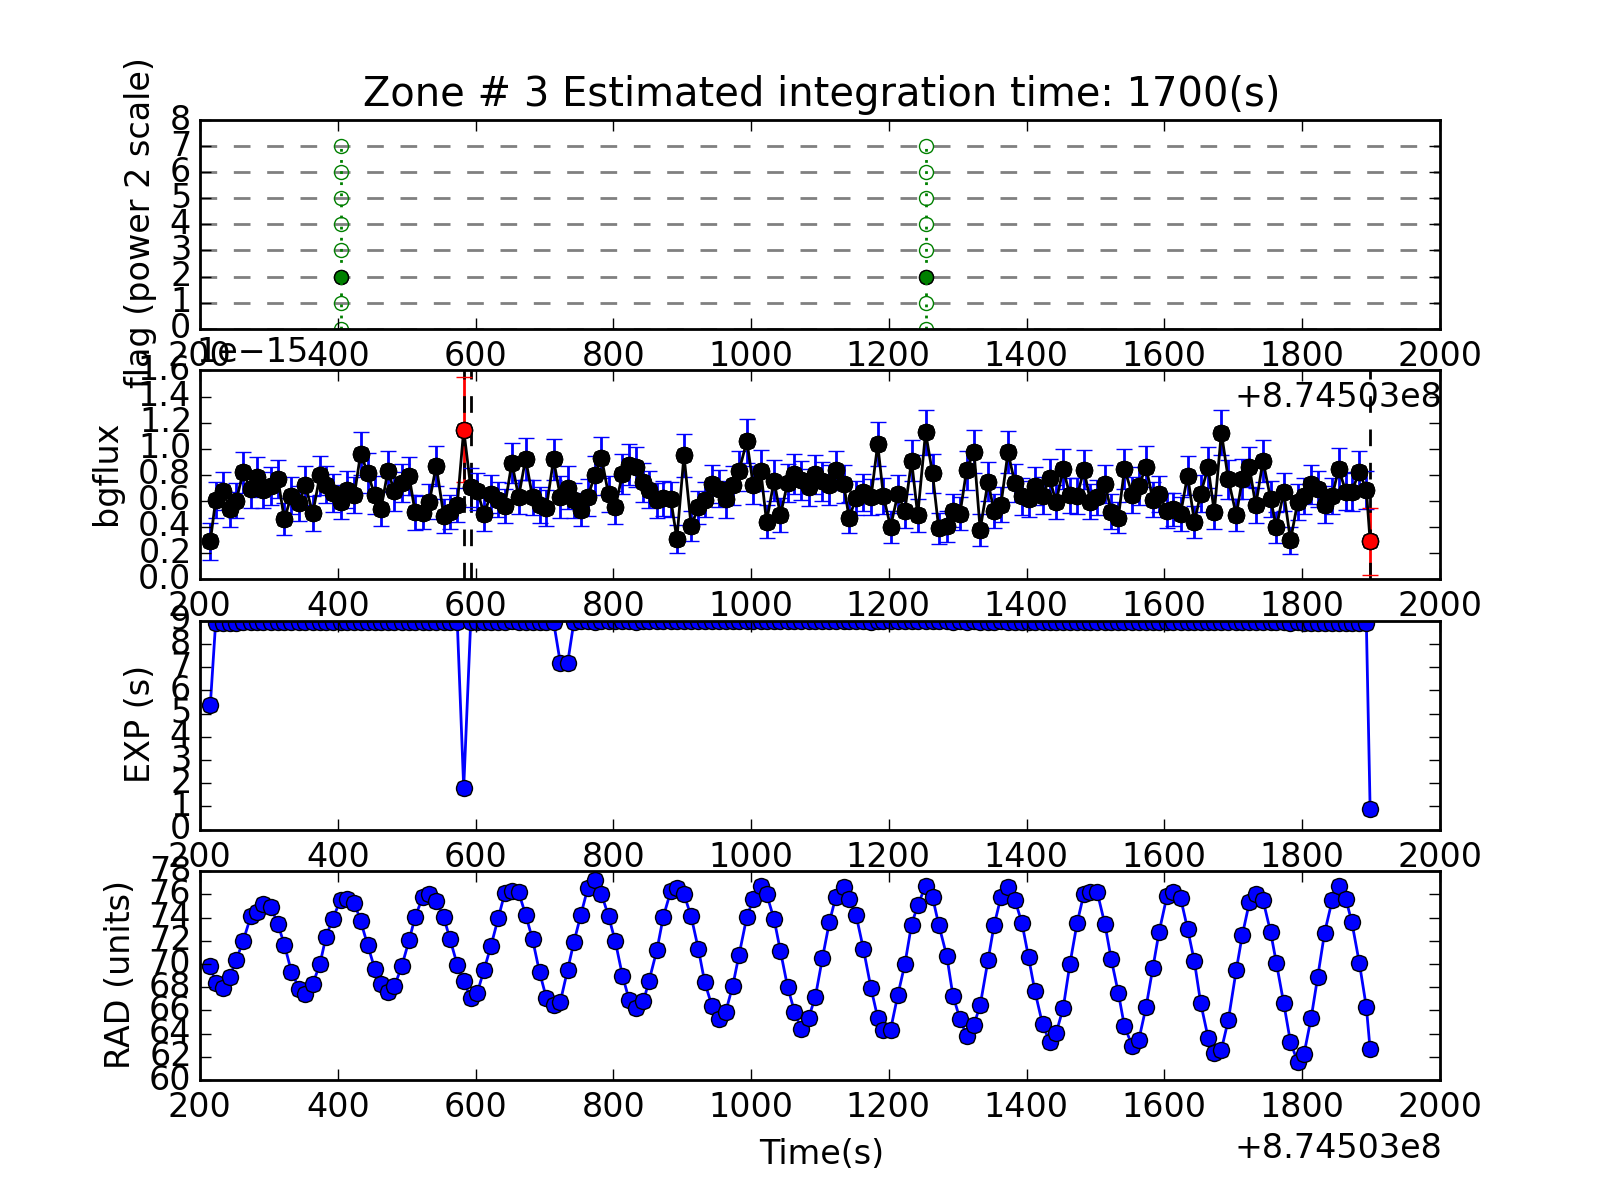 Zone # 3 Estimated integration time: 1700(s)
flag (power 2 scale)
8
7
6
5
4
3
2
1
0
200 400 600 800 1000 1200 1400 1600 1800 2000
1e−15
+8.74503e8
bgflux
1.6
1.4
1.2
1.0
0.8
0.6
0.4
0.2
0.0
200 400 600 800 1000 1200 1400 1600 1800 2000
EXP (s)
9
8
7
6
5
4
3
2
1
0
200 400 600 800 1000 1200 1400 1600 1800 2000
RAD (units)
78
76
74
72
70
68
66
64
62
60
200 400 600 800 1000 1200 1400 1600 1800 2000
Time(s)
+8.74503e8